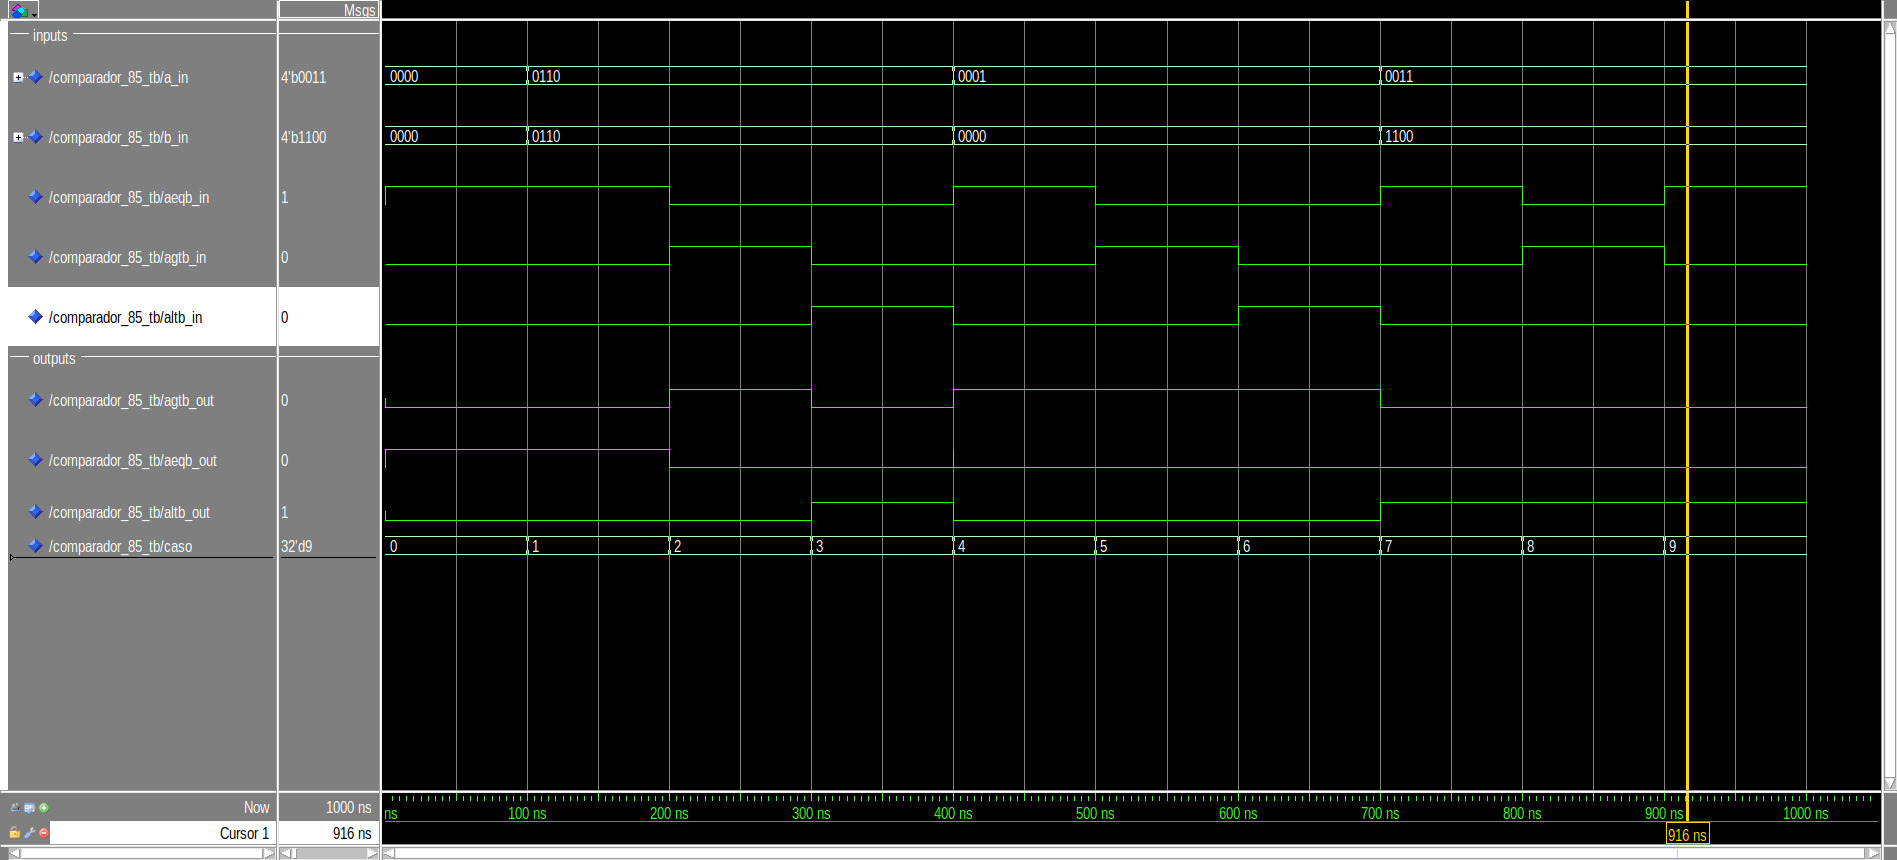 Msgs
inputs
/comparador_85_tb/a_in 4'b0011 0000 0110 0001 0011
/comparador_85_tb/b_in 4'b1100 0000 0110 0000 1100
/comparador_85_tb/aeqb_in 1
/comparador_85_tb/agtb_in 0
/comparador_85_tb/altb_in 0
outputs
/comparador_85_tb/agtb_out 0
/comparador_85_tb/aeqb_out 0
/comparador_85_tb/altb_out 1
/comparador_85_tb/caso 32'd9 0 1 2 3 4 5 6 7 8 9
Now 1000 ns ns 100 ns 200 ns 300 ns 400 ns 500 ns 600 ns 700 ns 800 ns 900 ns 1000 ns
Cursor 1 916 ns 916 ns